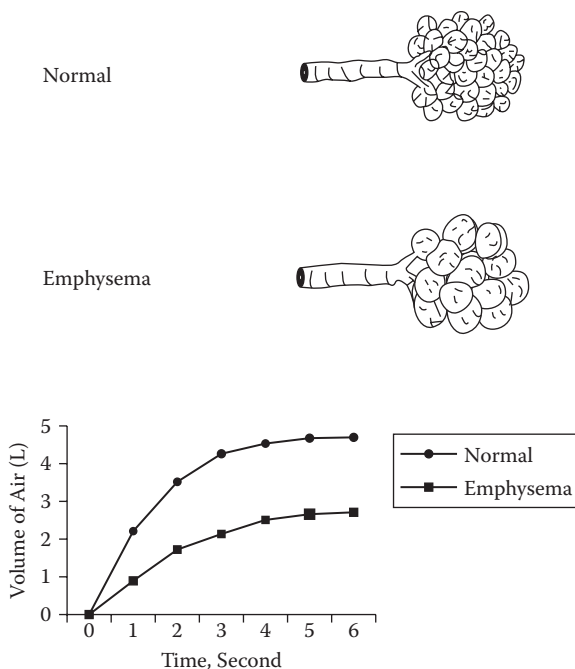 Normal
Emphysema
5
4
3
2
1
0
Volume of Air (L)
0 1 2 3 4 5 6
Time, Second
Normal
Emphysema